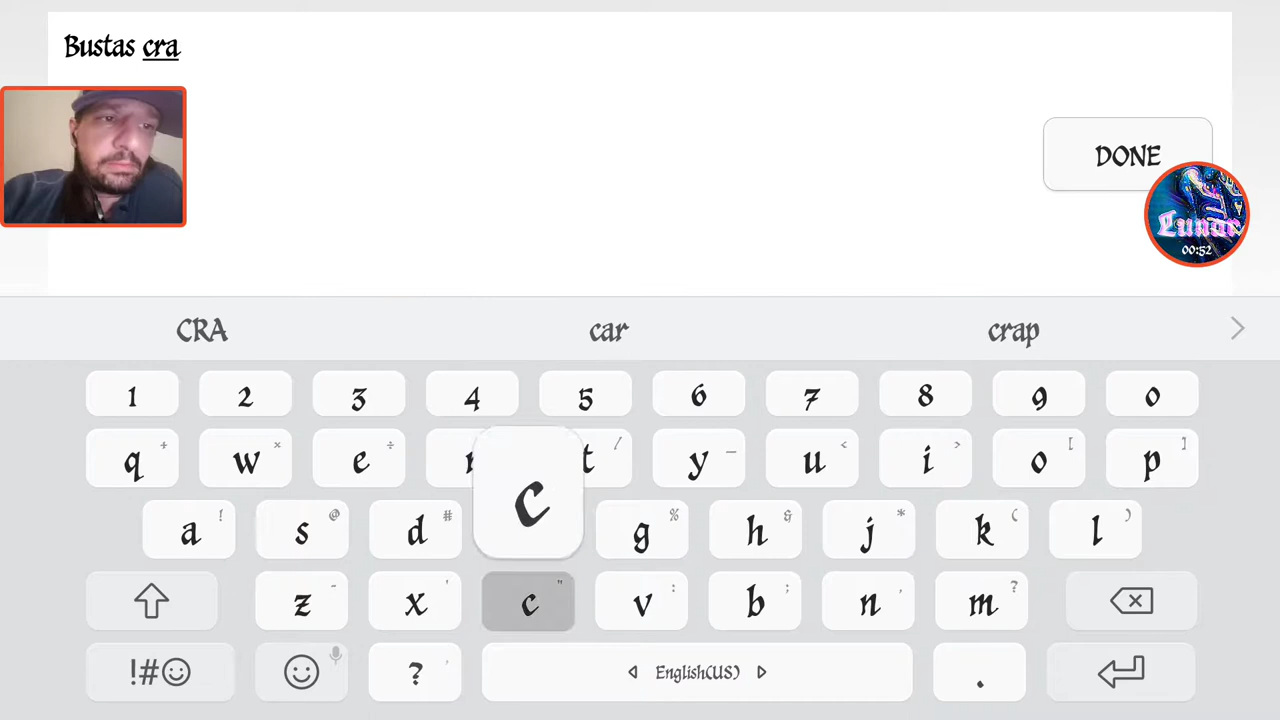 Bustas cra
DONE
Lunar
00:52
CRA car crap
1 2 3 4 5 6 7 8 9 0
q + w × e ÷ r t / y — u < i > o [ p ]
c
a ! s @ d # g % h & j * k ( l )
z - x ' c " v : b ; n , m ?
!#☺ ? , English(US) .